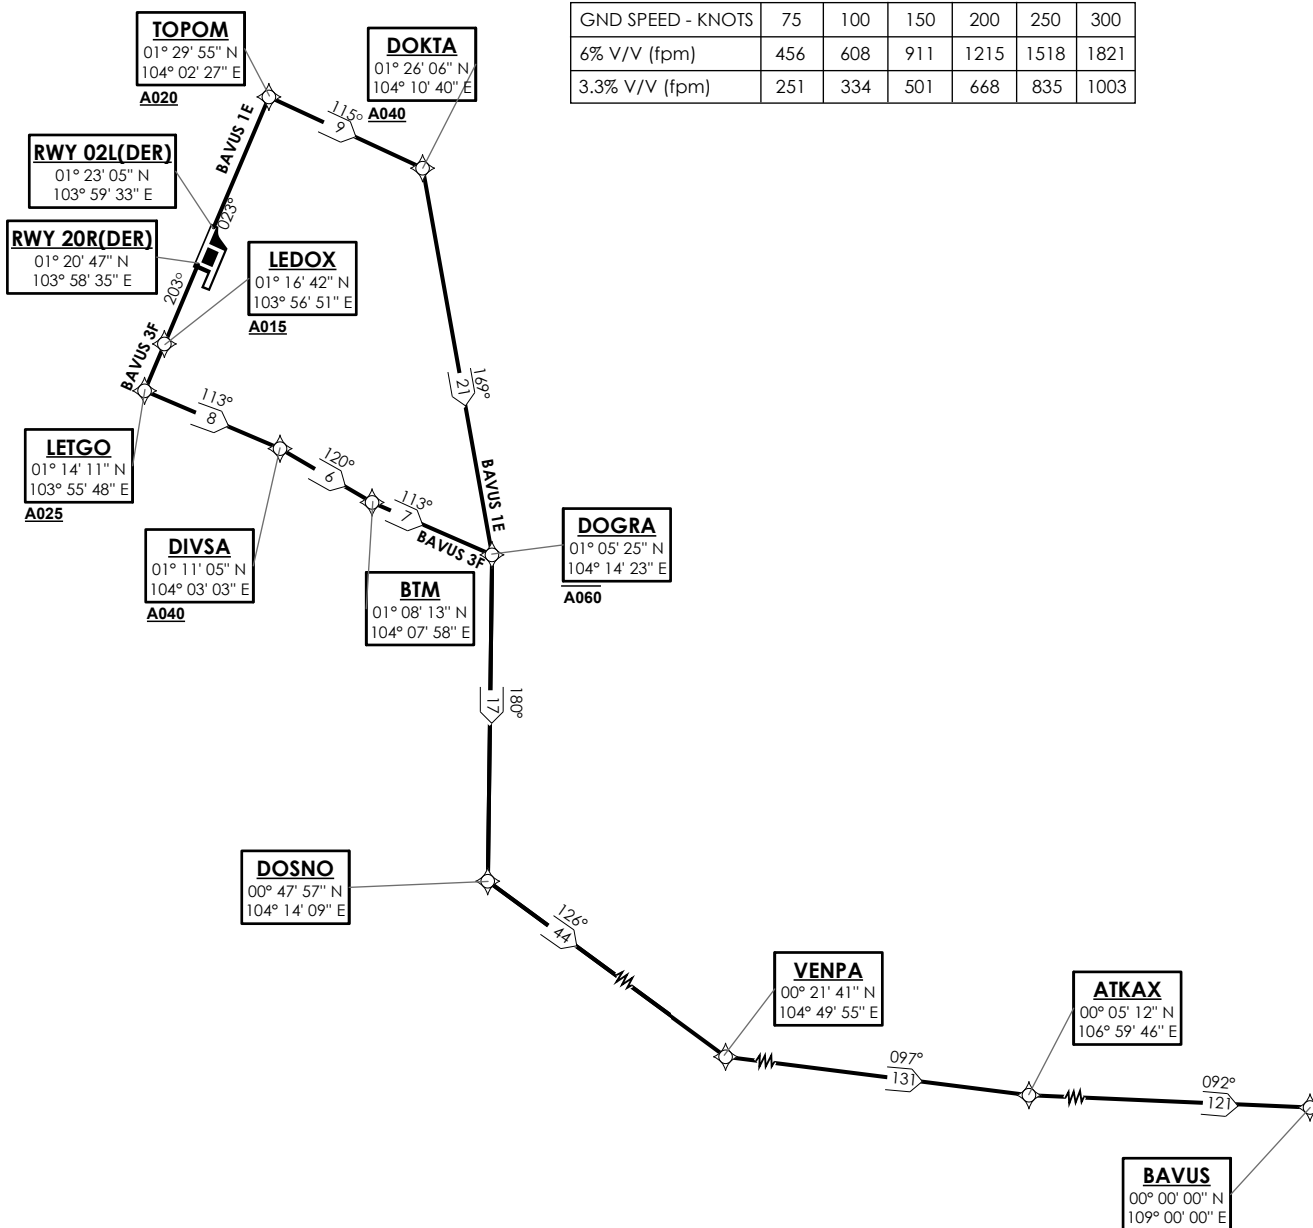 GND SPEED - KNOTS 75 100 150 200 250 300
6% V/V (fpm) 456 608 911 1215 1518 1821
3.3% V/V (fpm) 251 334 501 668 835 1003
TOPOM
01° 29' 55" N
104° 02' 27" E
A020
DOKTA
01° 26' 06" N
104° 10' 40" E
A040
115°
9
BAVUS 1E
RWY 02L(DER)
01° 23' 05" N
103° 59' 33" E
023°
RWY 20R(DER)
01° 20' 47" N
103° 58' 35" E
203°
LEDOX
01° 16' 42" N
103° 56' 51" E
A015
BAVUS 3F
169°
21
113°
8
LETGO
01° 14' 11" N
103° 55' 48" E
A025
120°
6
BAVUS 1E
113°
7
BAVUS 3F
DIVSA
01° 11' 05" N
104° 03' 03" E
A040
BTM
01° 08' 13" N
104° 07' 58" E
DOGRA
01° 05' 25" N
104° 14' 23" E
A060
180°
17
DOSNO
00° 47' 57" N
104° 14' 09" E
126°
44
VENPA
00° 21' 41" N
104° 49' 55" E
ATKAX
00° 05' 12" N
106° 59' 46" E
097°
131
092°
121
BAVUS
00° 00' 00" N
109° 00' 00" E